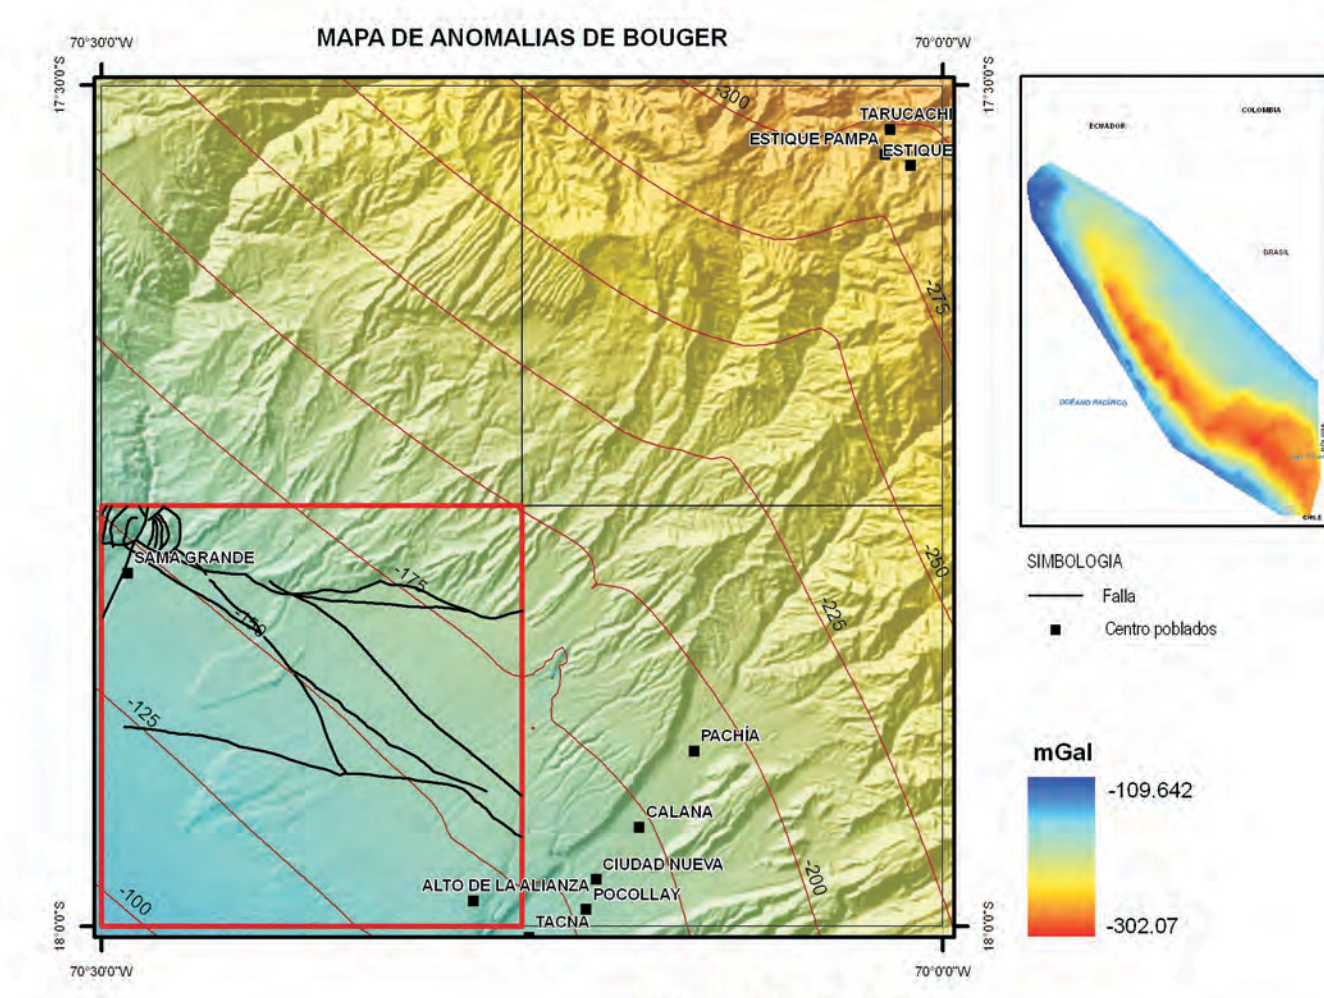 MAPA DE ANOMALIAS DE BOUGER
70°30'0"W
70°0'0"W
17°30'0"S
17°30'0"S
-300
TARUCACHI
ESTIQUE PAMPA
ESTIQUE
-275
-250
-225
-200
-175
-150
-125
-100
SAMA GRANDE
PACHÍA
CALANA
CIUDAD NUEVA
ALTO DE LA ALIANZA
POCOLLAY
TACNA
18°0'0"S
18°0'0"S
70°30'0"W
70°0'0"W
COLOMBIA
ECUADOR
BRASIL
OCÉANO PACÍFICO
CHILE
SIMBOLOGIA
Falla
Centro poblados
mGal
-109.642
-302.07